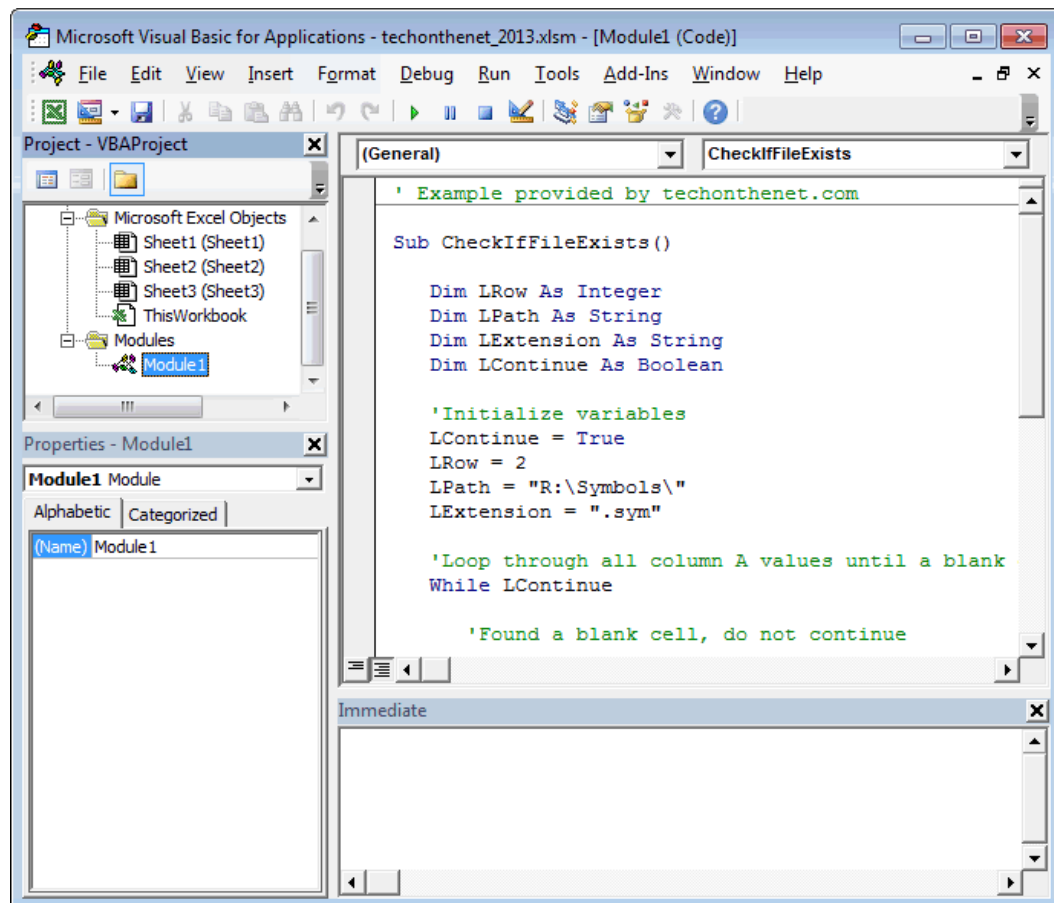 Microsoft Visual Basic for Applications - techonthenet_2013.xlsm - [Module1 (Code)]
File Edit View Insert Format Debug Run Tools Add-Ins Window Help
Project - VBAProject
Microsoft Excel Objects
Sheet1 (Sheet1)
Sheet2 (Sheet2)
Sheet3 (Sheet3)
ThisWorkbook
Modules
Module1
Properties - Module1
Module1 Module
Alphabetic Categorized
(Name) Module1
(General) CheckIfFileExists
' Example provided by techonthenet.com
Sub CheckIfFileExists()
Dim LRow As Integer
Dim LPath As String
Dim LExtension As String
Dim LContinue As Boolean
'Initialize variables
LContinue = True
LRow = 2
LPath = "R:\Symbols\"
LExtension = ".sym"
'Loop through all column A values until a blank
While LContinue
'Found a blank cell, do not continue
Immediate